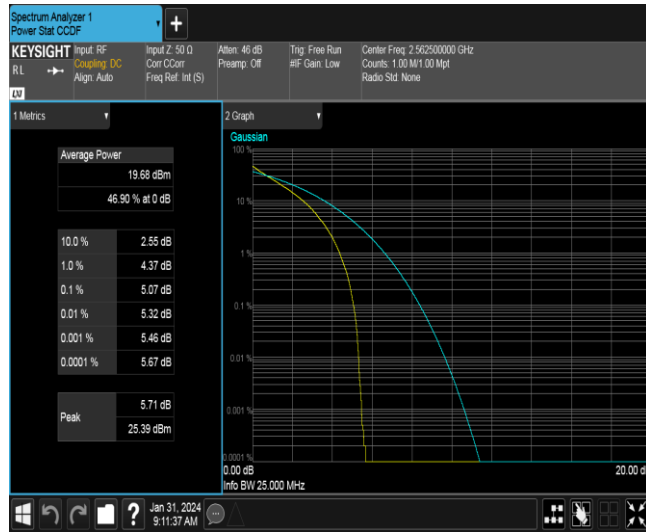 Spectrum Analyzer 1
Power Stat CCDF
+
KEYSIGHT Input: RF Input Z: 50 Ω Atten: 46 dB Trig: Free Run Center Freq: 2.562500000 GHz
RL Coupling: DC Corr CCorr Preamp: Off #IF Gain: Low Counts: 1.00 M/1.00 Mpt
Align: Auto Freq Ref: Int (S) Radio Std: None
LXI
1 Metrics
2 Graph
Gaussian
Average Power
19.68 dBm
46.90 % at 0 dB
10.0 % 2.55 dB
1.0 % 4.37 dB
0.1 % 5.07 dB
0.01 % 5.32 dB
0.001 % 5.46 dB
0.0001 % 5.67 dB
Peak
5.71 dB
25.39 dBm
100 %
10 %
1 %
0.1 %
0.01 %
0.001 %
0.0001 %
0.00 dB 20.00 dB
Info BW 25.000 MHz
?
Jan 31, 2024
9:11:37 AM